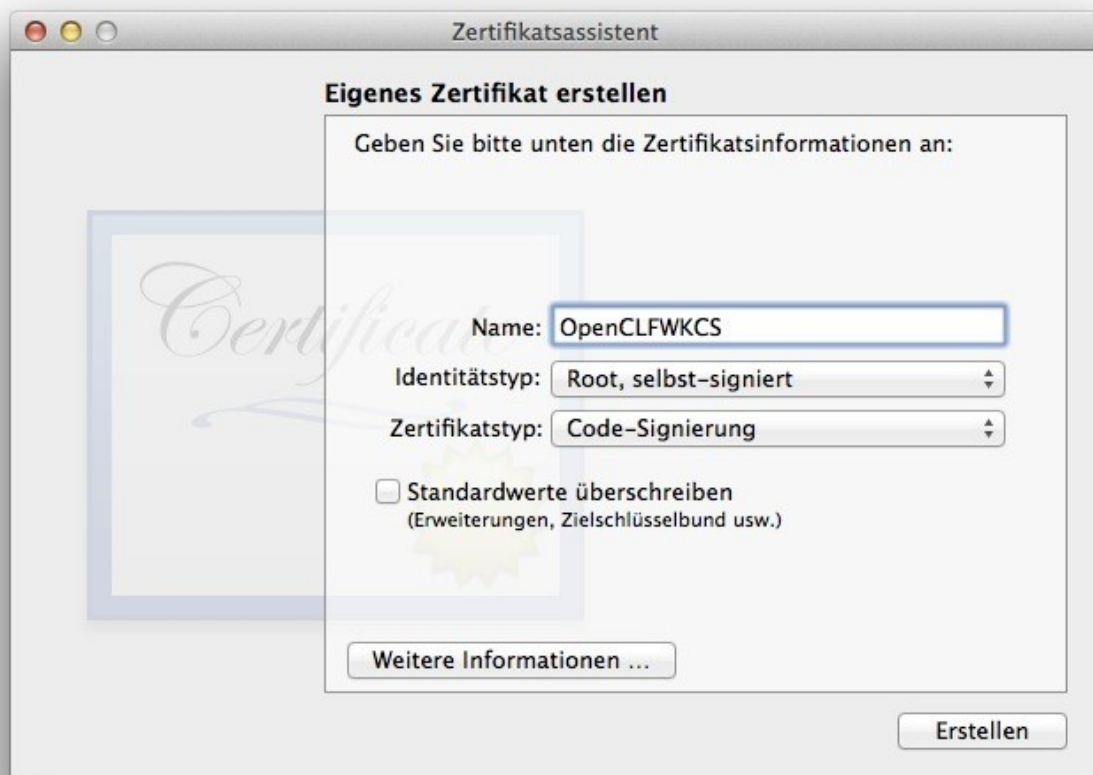 Zertifikatsassistent
Eigenes Zertifikat erstellen
Geben Sie bitte unten die Zertifikatsinformationen an:
Certificate
Name: OpenCLFWKCS
Identitätstyp: Root, selbst-signiert
Zertifikatstyp: Code-Signierung
Standardwerte überschreiben
(Erweiterungen, Zielschlüsselbund usw.)
Weitere Informationen ...
Erstellen